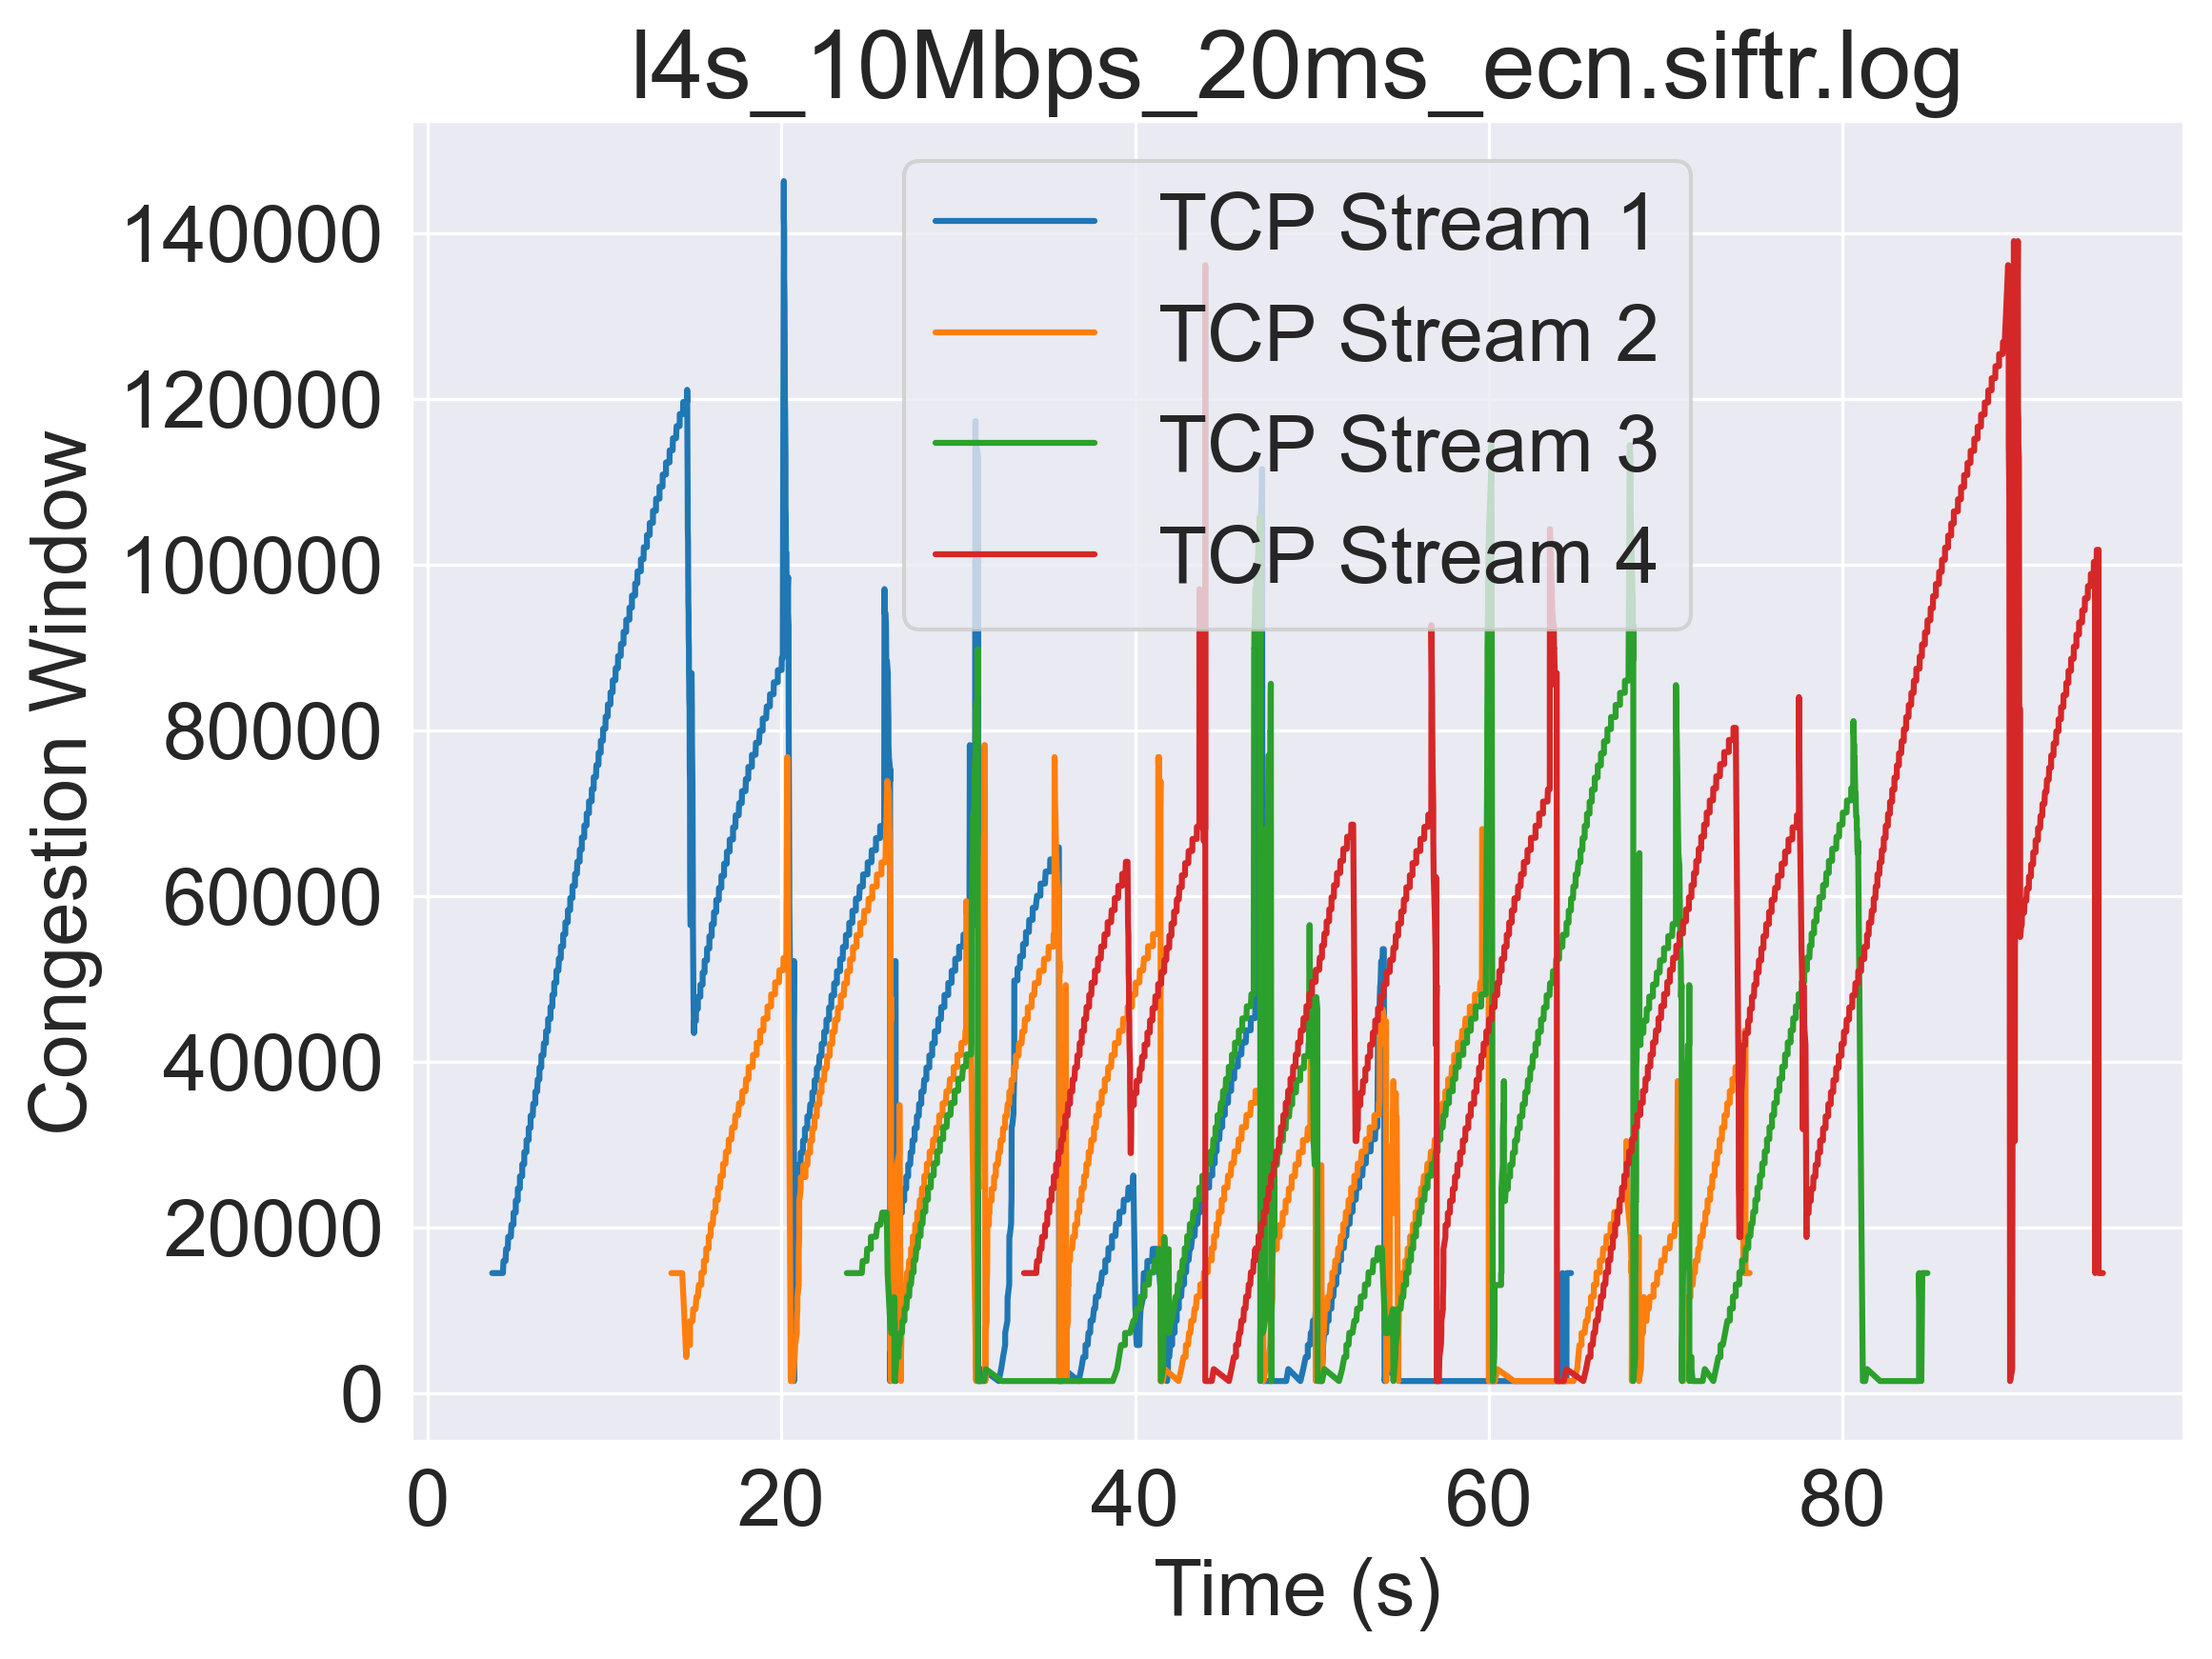 l4s_10Mbps_20ms_ecn.siftr.log
TCP Stream 1
TCP Stream 2
TCP Stream 3
TCP Stream 4
Congestion Window
140000
120000
100000
80000
60000
40000
20000
0
0 20 40 60 80
Time (s)